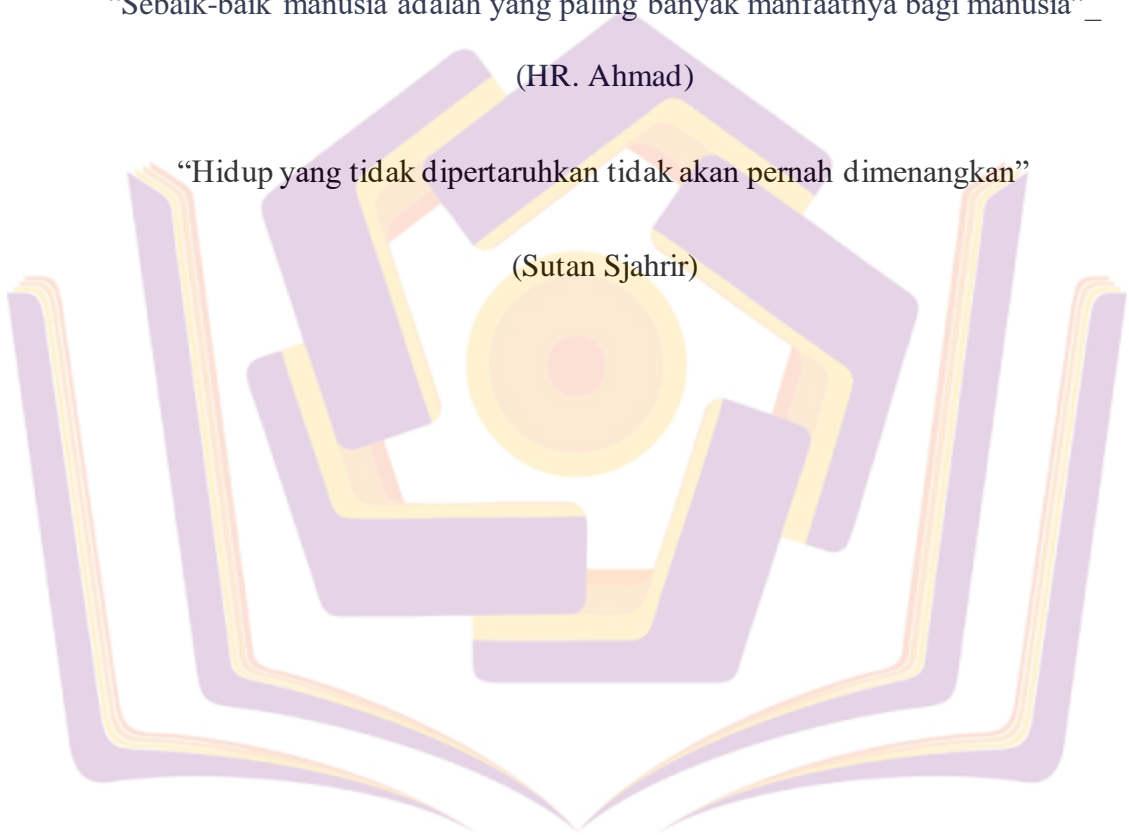 “Sebaik-baik manusia adalah yang paling banyak manfaatnya bagi manusia”_
(HR. Ahmad)
“Hidup yang tidak dipertaruhkan tidak akan pernah dimenangkan”
(Sutan Sjahrir)